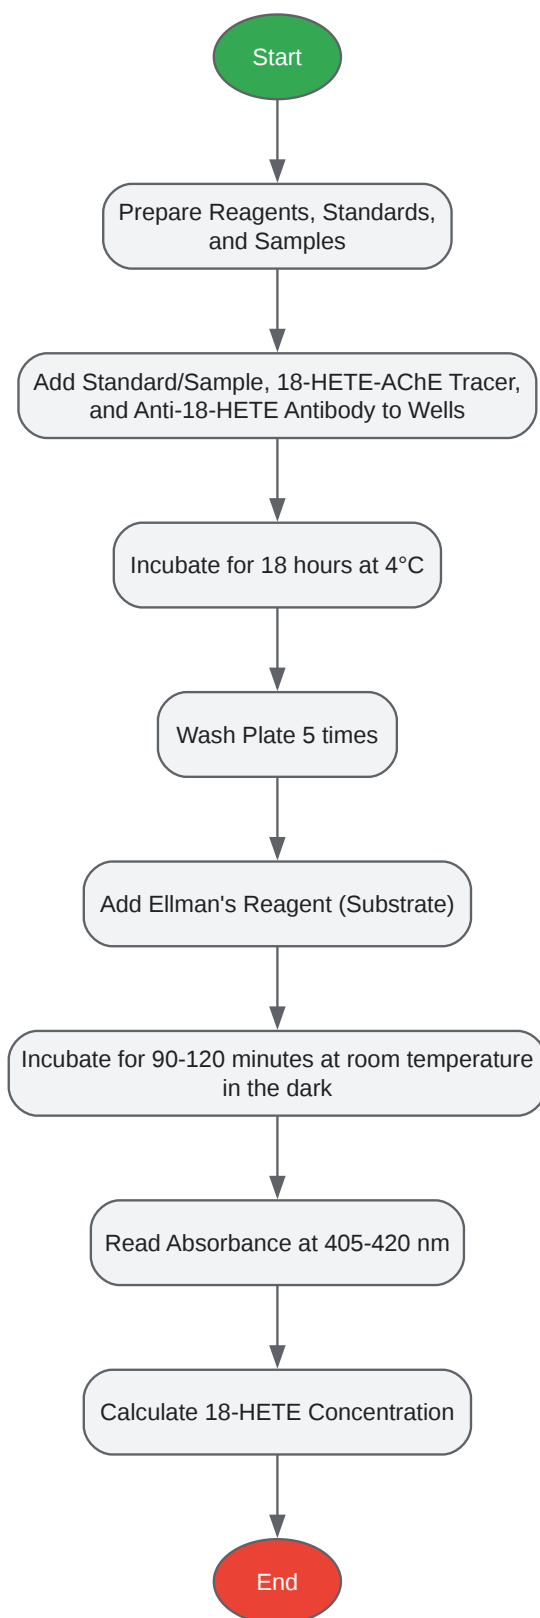 Start
Prepare Reagents, Standards,
and Samples
Add Standard/Sample, 18-HETE-AChE Tracer,
and Anti-18-HETE Antibody to Wells
Incubate for 18 hours at 4°C
Wash Plate 5 times
Add Ellman's Reagent (Substrate)
Incubate for 90-120 minutes at room temperature
in the dark
Read Absorbance at 405-420 nm
Calculate 18-HETE Concentration
End